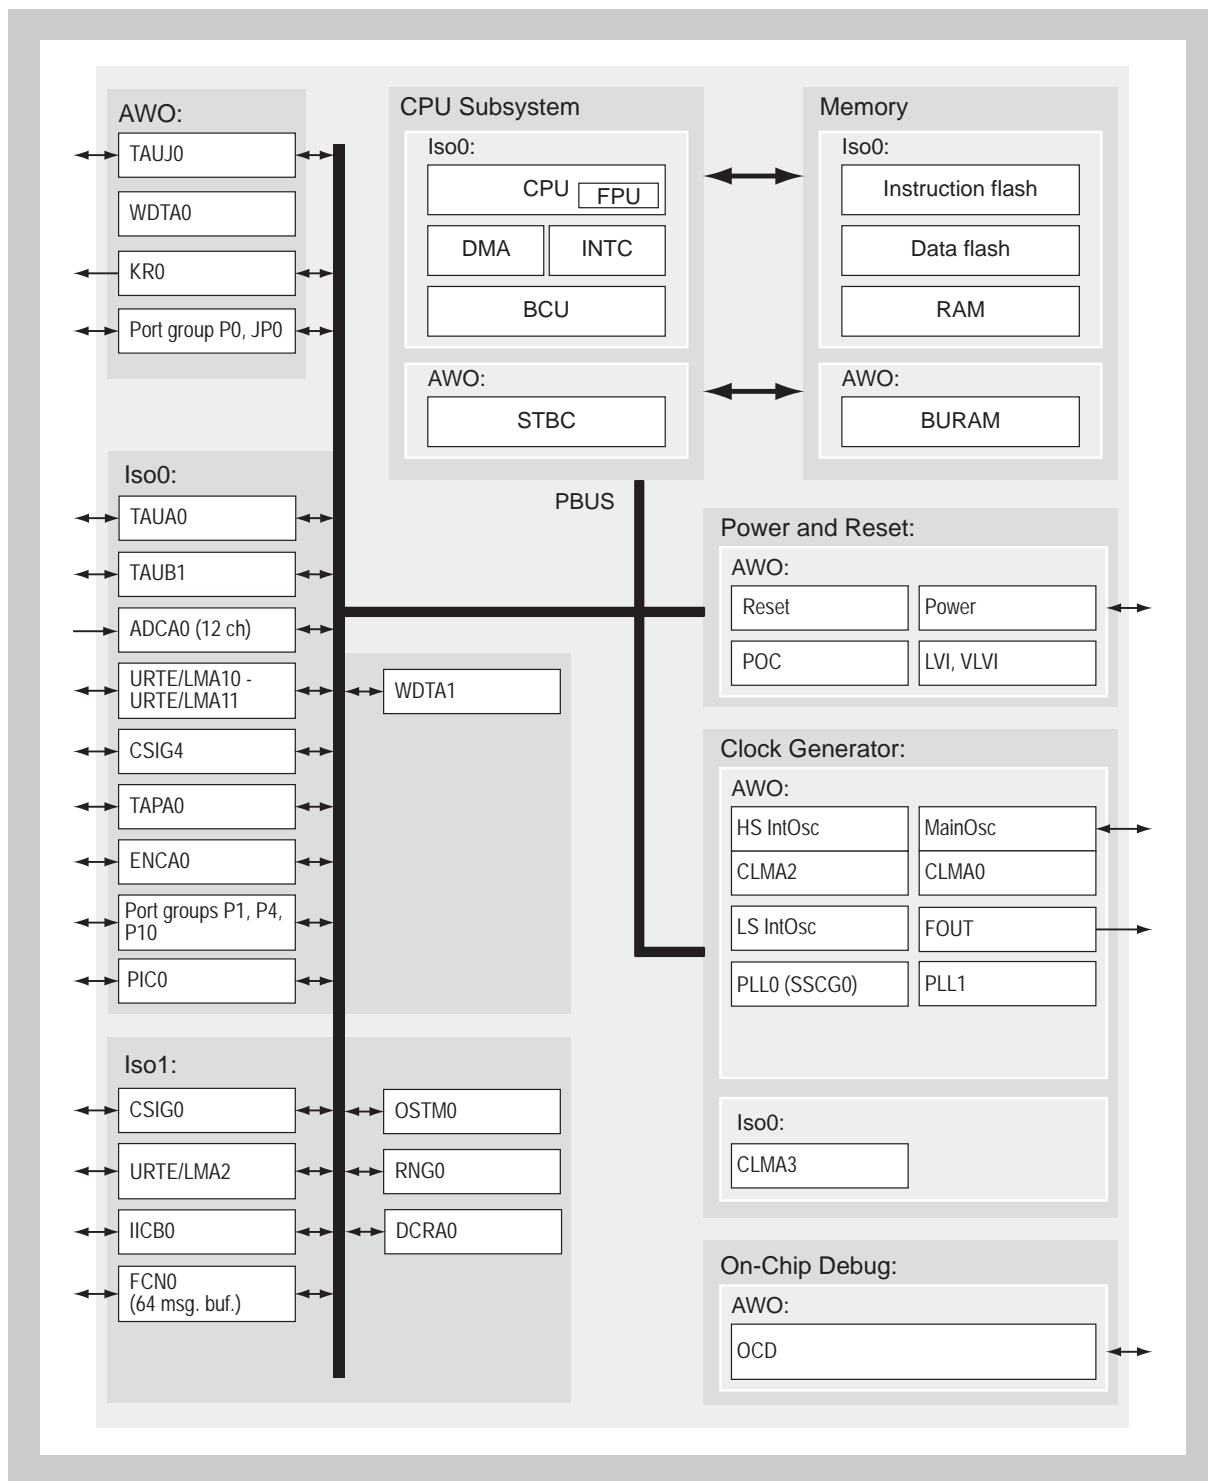 AWO:
TAUJ0
WDTA0
KR0
Port group P0, JP0
CPU Subsystem
Iso0:
CPU
FPU
DMA
INTC
BCU
AWO:
STBC
Memory
Iso0:
Instruction flash
Data flash
RAM
AWO:
BURAM
PBUS
Iso0:
TAUA0
TAUB1
ADCA0 (12 ch)
URTE/LMA10 -
URTE/LMA11
CSIG4
TAPA0
ENCA0
Port groups P1, P4,
P10
PIC0
WDTA1
Iso1:
CSIG0
URTE/LMA2
IICB0
FCN0
(64 msg. buf.)
OSTM0
RNG0
DCRA0
Power and Reset:
AWO:
Reset
Power
POC
LVI, VLVI
Clock Generator:
AWO:
HS IntOsc
MainOsc
CLMA2
CLMA0
LS IntOsc
FOUT
PLL0 (SSCG0)
PLL1
Iso0:
CLMA3
On-Chip Debug:
AWO:
OCD